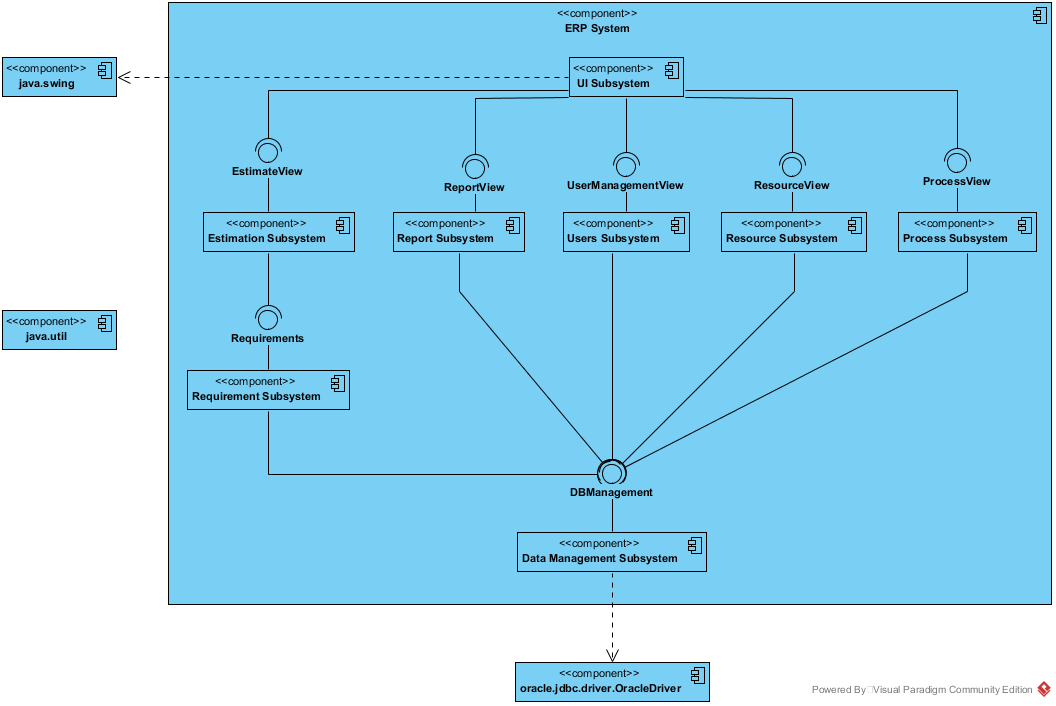 <<component>>
ERP System
<<component>>
java.swing
<<component>>
UI Subsystem
EstimateView
ReportView
UserManagementView
ResourceView
ProcessView
<<component>>
Estimation Subsystem
<<component>>
Report Subsystem
<<component>>
Users Subsystem
<<component>>
Resource Subsystem
<<component>>
Process Subsystem
<<component>>
java.util
Requirements
<<component>>
Requirement Subsystem
DBManagement
<<component>>
Data Management Subsystem
<<component>>
oracle.jdbc.driver.OracleDriver
Powered By Visual Paradigm Community Edition